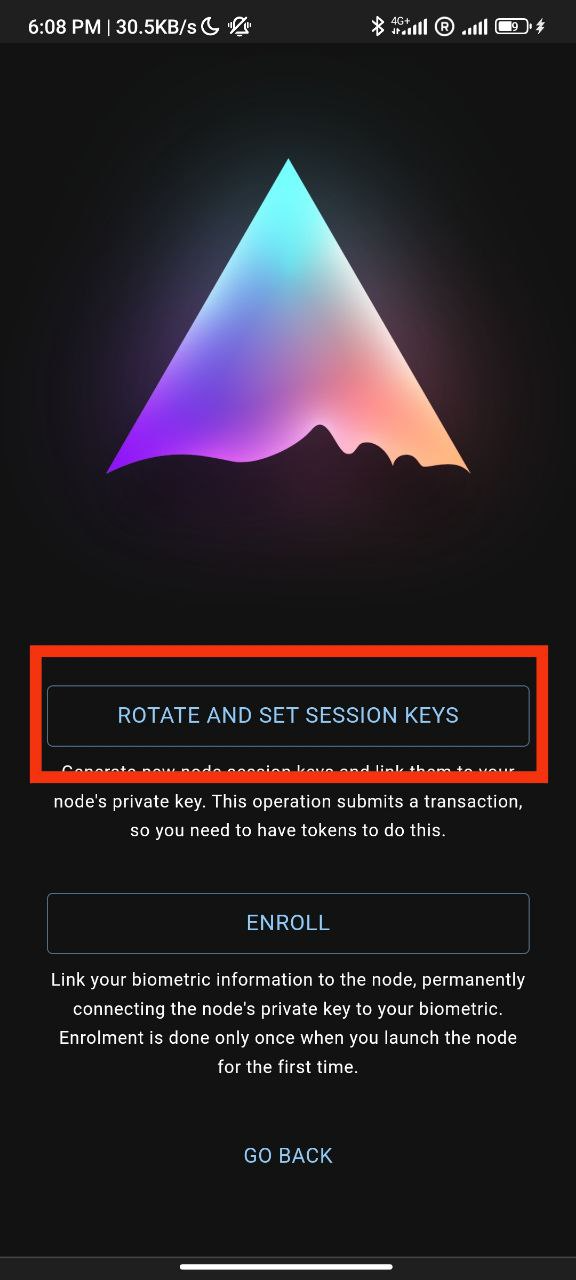 6:08 PM | 30.5KB/s 4G+ R 9
ROTATE AND SET SESSION KEYS
Generate new node session keys and link them to your
node's private key. This operation submits a transaction,
so you need to have tokens to do this.
ENROLL
Link your biometric information to the node, permanently
connecting the node's private key to your biometric.
Enrolment is done only once when you launch the node
for the first time.
GO BACK